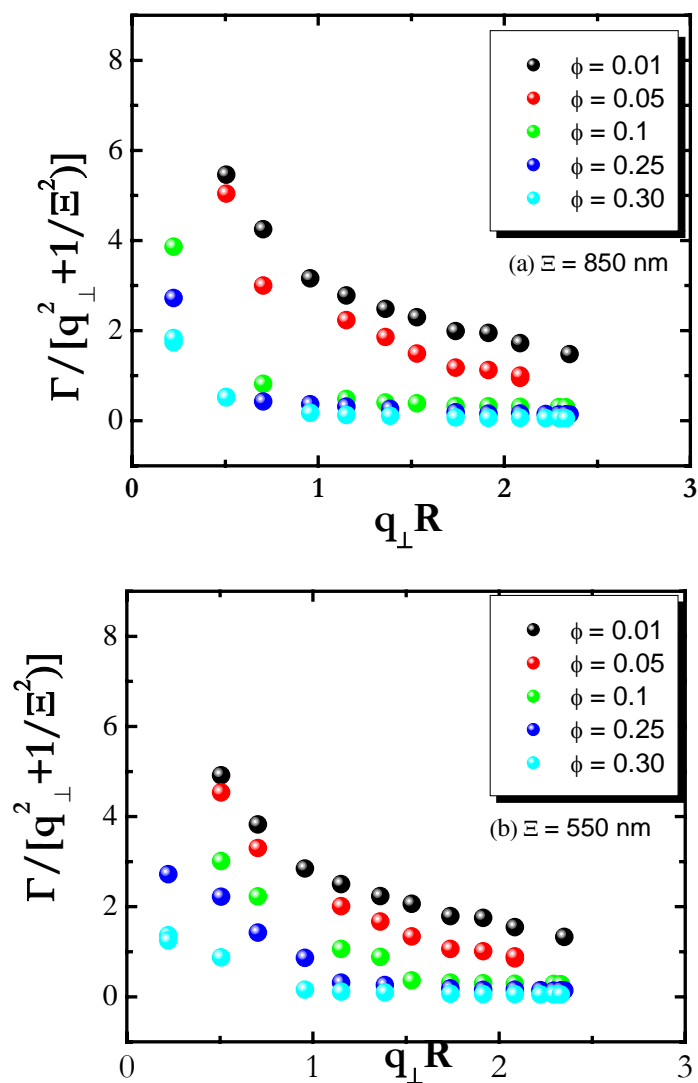 8
6
4
2
0
Γ/[q²⊥+1/Ξ²)]
φ = 0.01
φ = 0.05
φ = 0.1
φ = 0.25
φ = 0.30
(a) Ξ = 850 nm
0 1 2 3
q⊥R
8
6
4
2
0
Γ/[q²⊥+1/Ξ²)]
φ = 0.01
φ = 0.05
φ = 0.1
φ = 0.25
φ = 0.30
(b) Ξ = 550 nm
0 1 2 3
q⊥R